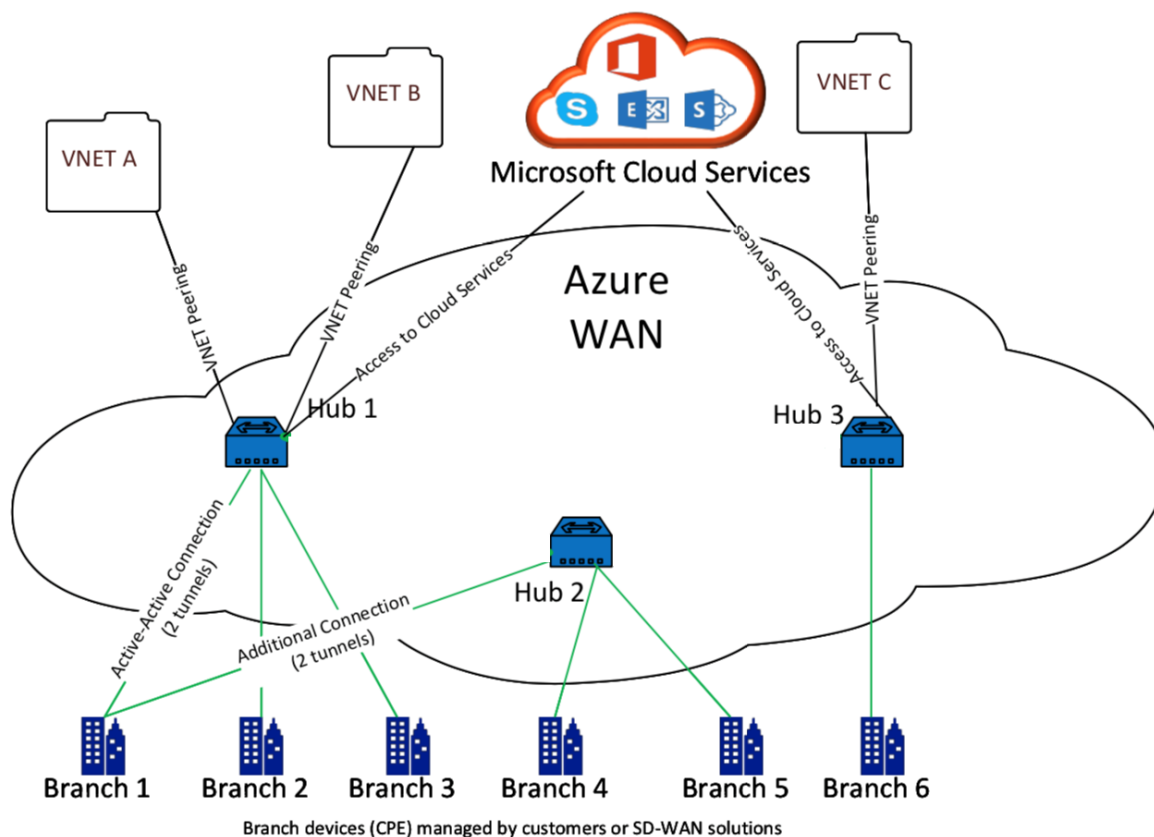 VNET B
VNET C
VNET A
S
E
S
Microsoft Cloud Services
Azure
WAN
VNET Peering
VNET Peering
Access to Cloud Services
Access to Cloud Services
VNET Peering
Hub 1
Hub 3
Active-Active Connection
(2 tunnels)
Hub 2
Additional Connection
(2 tunnels)
Branch 1
Branch 2
Branch 3
Branch 4
Branch 5
Branch 6
Branch devices (CPE) managed by customers or SD-WAN solutions